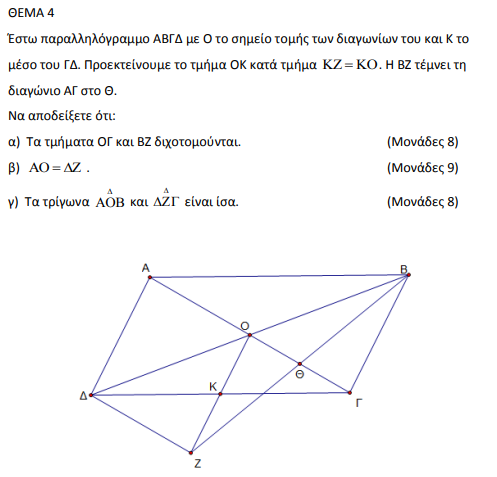 ΘΕΜΑ 4
Έστω παραλληλόγραμμο ΑΒΓΔ με Ο το σημείο τομής των διαγωνίων του και Κ το
μέσο του ΓΔ. Προεκτείνουμε το τμήμα ΟΚ κατά τμήμα ΚΖ = ΚΟ. Η ΒΖ τέμνει τη
διαγώνιο ΑΓ στο Θ.
Να αποδείξετε ότι:
α) Τα τμήματα ΟΓ και ΒΖ διχοτομούνται. (Μονάδες 8)
β) ΑΟ = ΔΖ . (Μονάδες 9)
γ) Τα τρίγωνα ΑΟ̂Β και ΔΖ̂Γ είναι ίσα. (Μονάδες 8)
Α
Β
Ο
Θ
Κ
Δ
Γ
Ζ